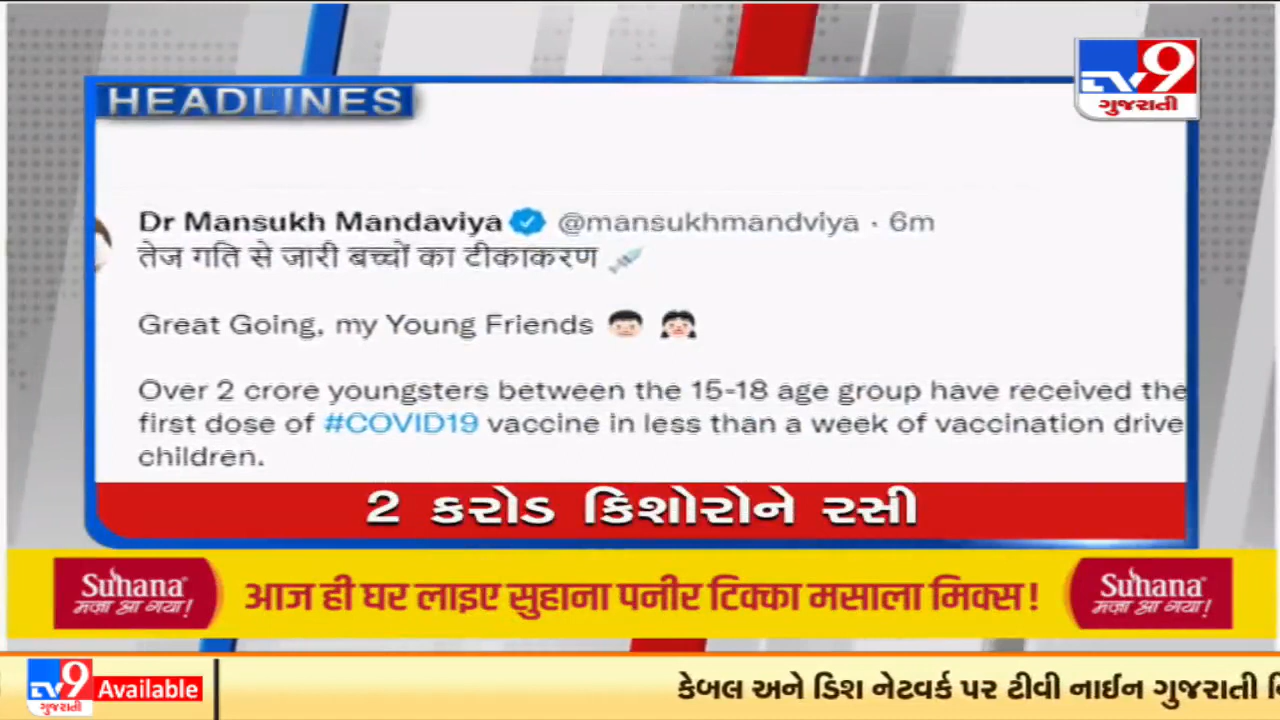 HEADLINES
TV9
ગુજરાતી
Dr Mansukh Mandaviya @mansukhmandviya · 6m
तेज गति से जारी बच्चों का टीकाकरण
Great Going, my Young Friends
Over 2 crore youngsters between the 15-18 age group have received the
first dose of #COVID19 vaccine in less than a week of vaccination drive
children.
2 કરોડ કિશોરોને રસી
Suhana
मज़ा आ गया!
आज ही घर लाइए सुहाना पनीर टिक्का मसाला मिक्स!
Suhana
मज़ा आ गया!
TV9
ગુજરાતી
Available
કેબલ અને ડિશ નેટવર્ક પર ટીવી નાઈન ગુજરાતી